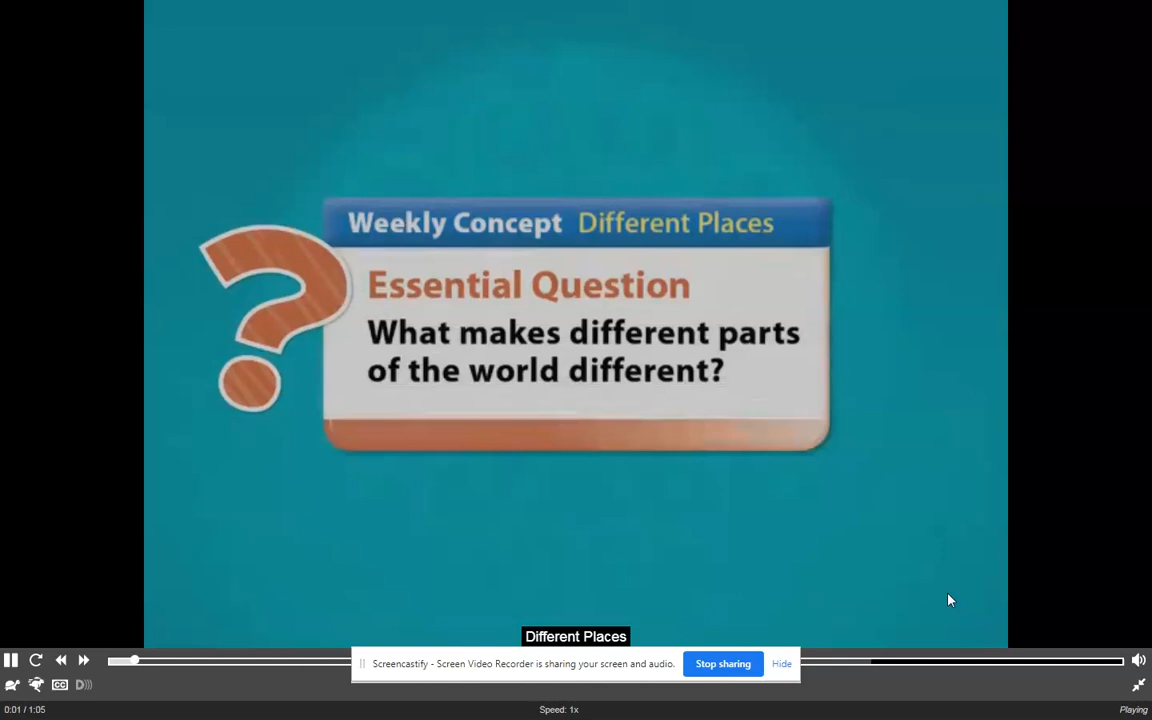 Weekly Concept Different Places
Essential Question
What makes different parts
of the world different?
?
Different Places
Screencastify - Screen Video Recorder is sharing your screen and audio.
Stop sharing
Hide
CC
D)))
0:01 / 1:05
Speed: 1x
Playing